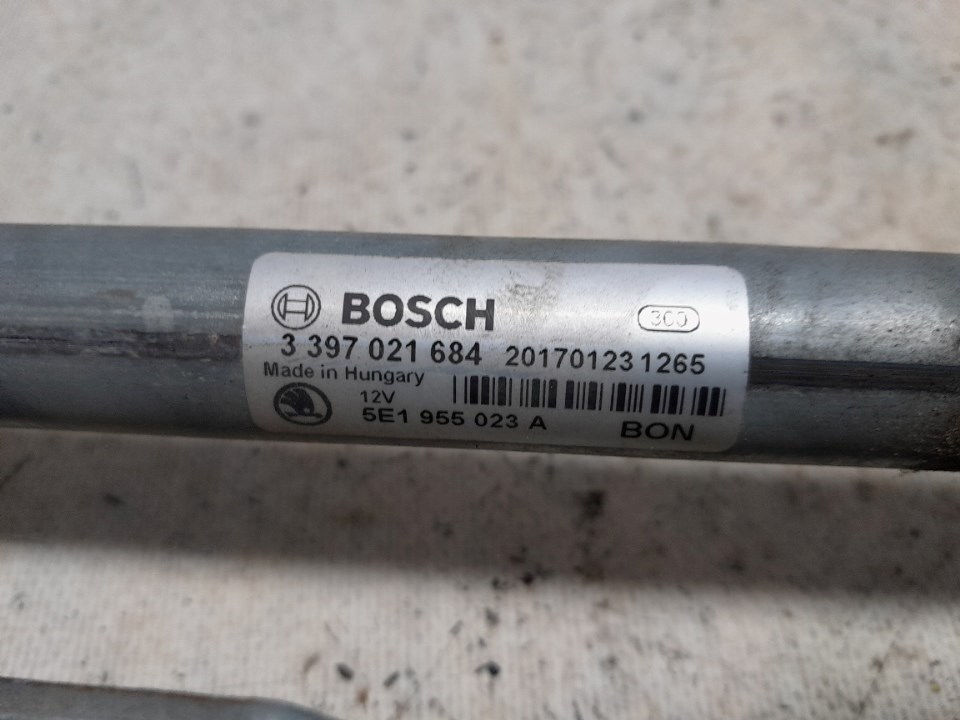 BOSCH 300
3 397 021 684 201701231265
Made in Hungary
12V
5E1 955 023 A BON